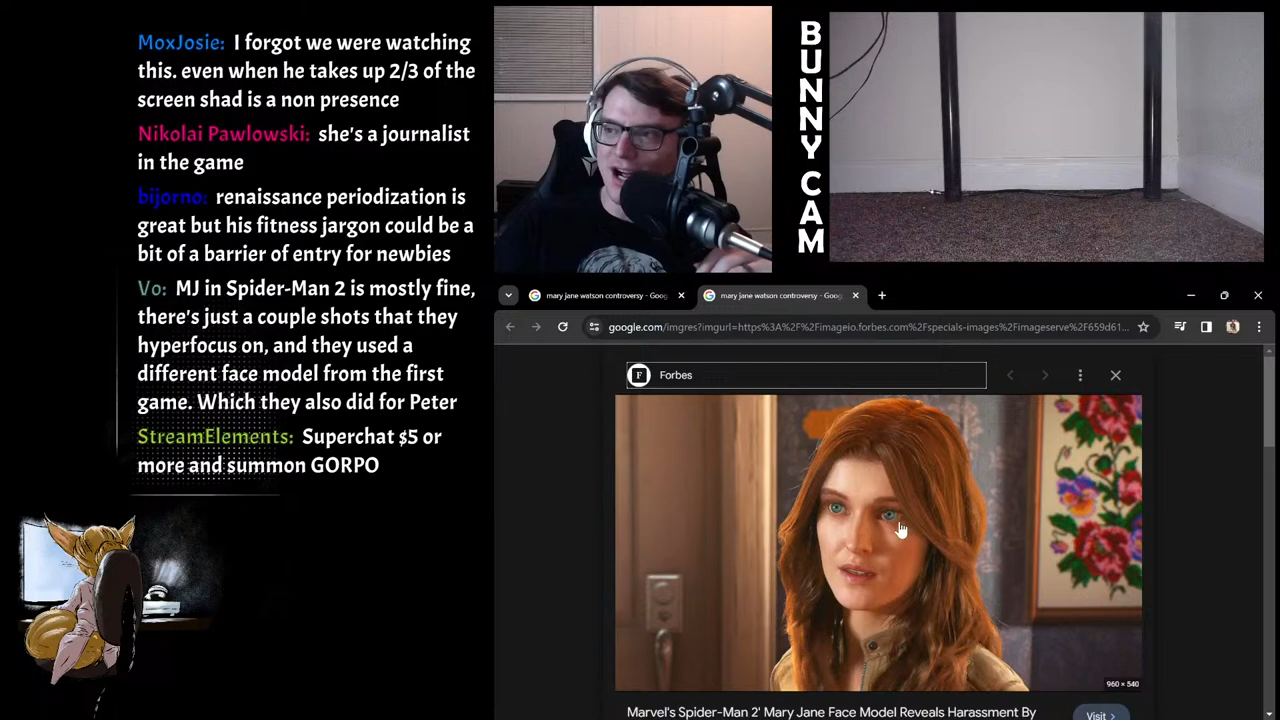 MoxJosie: I forgot we were watching
this. even when he takes up 2/3 of the
screen shad is a non presence
Nikolai Pawlowski: she's a journalist
in the game
bijorno: renaissance periodization is
great but his fitness jargon could be a
bit of a barrier of entry for newbies
Vo: MJ in Spider-Man 2 is mostly fine,
there's just a couple shots that they
hyperfocus on, and they used a
different face model from the first
game. Which they also did for Peter
StreamElements: Superchat $5 or
more and summon GORPO
BUNNY CAM
mary jane watson controversy - Goog
mary jane watson controversy - Goog
google.com/imgres?imgurl=https%3A%2F%2Fimageio.forbes.com%2Fspecials-images%2Fimageserve%2F659d61...
F Forbes
960 × 540
Marvel's Spider-Man 2' Mary Jane Face Model Reveals Harassment By
Visit >